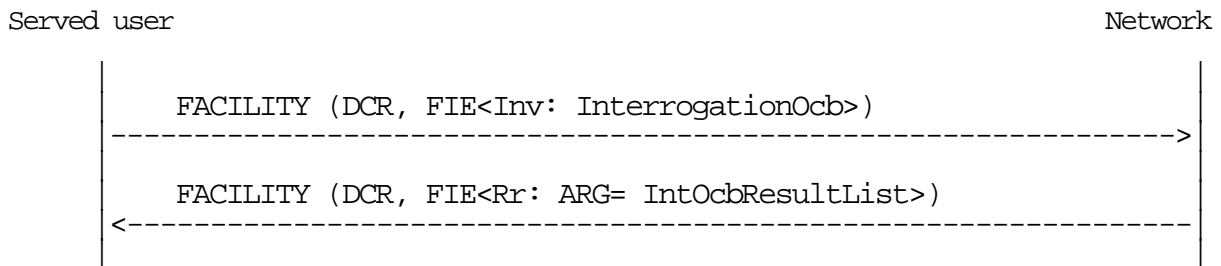 Served user Network
FACILITY (DCR, FIE<Inv: InterrogationOcb>)
FACILITY (DCR, FIE<Rr: ARG= IntOcbResultList>)